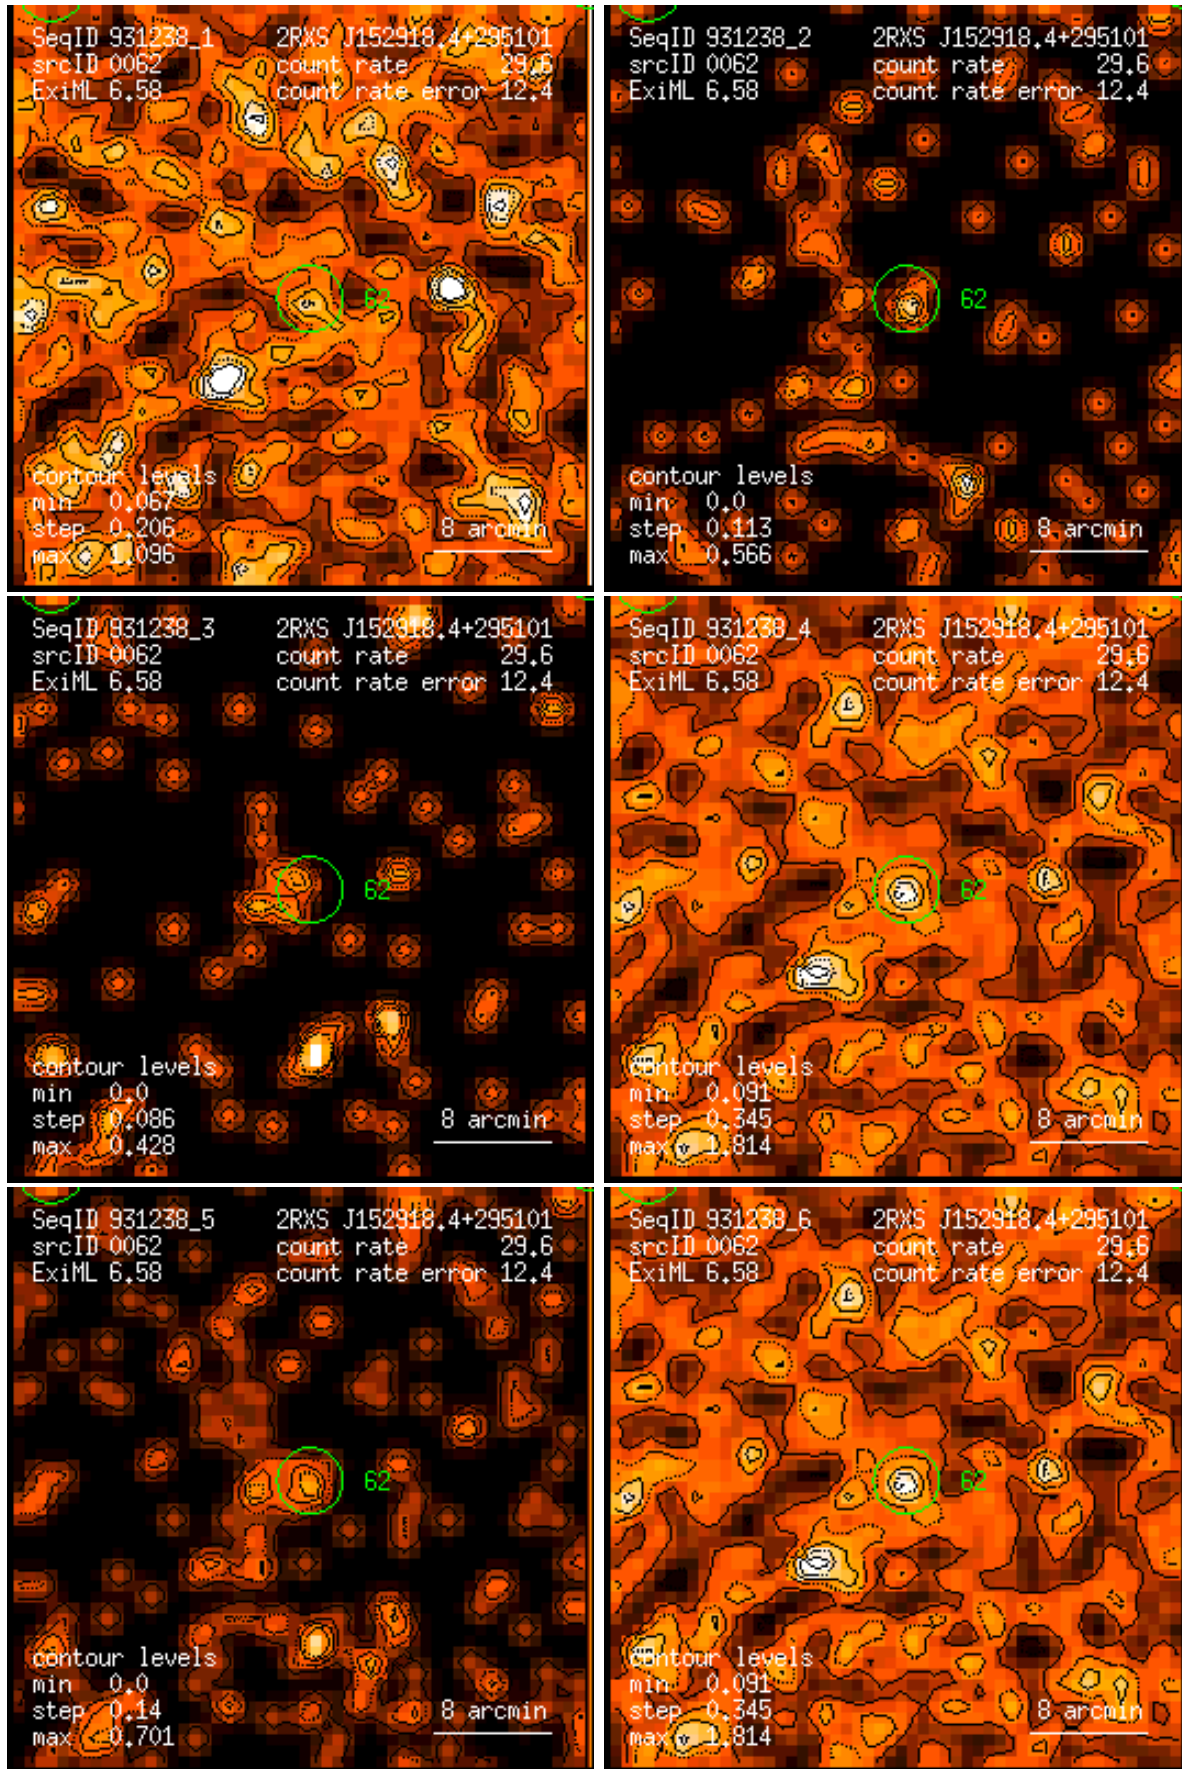 SeqID 931238_1 2RXS J152918.4+295101
srcID 0062 count rate 29.6
ExiML 6.58 count rate error 12.4
62
contour levels
min 0.067
step 0.206 8 arcmin
max 1.096
SeqID 931238_2 2RXS J152918.4+295101
srcID 0062 count rate 29.6
ExiML 6.58 count rate error 12.4
62
contour levels
min 0.0
step 0.113 8 arcmin
max 0.566
SeqID 931238_3 2RXS J152918.4+295101
srcID 0062 count rate 29.6
ExiML 6.58 count rate error 12.4
62
contour levels
min 0.0
step 0.086 8 arcmin
max 0.428
SeqID 931238_4 2RXS J152918.4+295101
srcID 0062 count rate 29.6
ExiML 6.58 count rate error 12.4
62
contour levels
min 0.091
step 0.345 8 arcmin
max 1.814
SeqID 931238_5 2RXS J152918.4+295101
srcID 0062 count rate 29.6
ExiML 6.58 count rate error 12.4
62
contour levels
min 0.0
step 0.14 8 arcmin
max 0.701
SeqID 931238_6 2RXS J152918.4+295101
srcID 0062 count rate 29.6
ExiML 6.58 count rate error 12.4
62
contour levels
min 0.091
step 0.345 8 arcmin
max 1.814